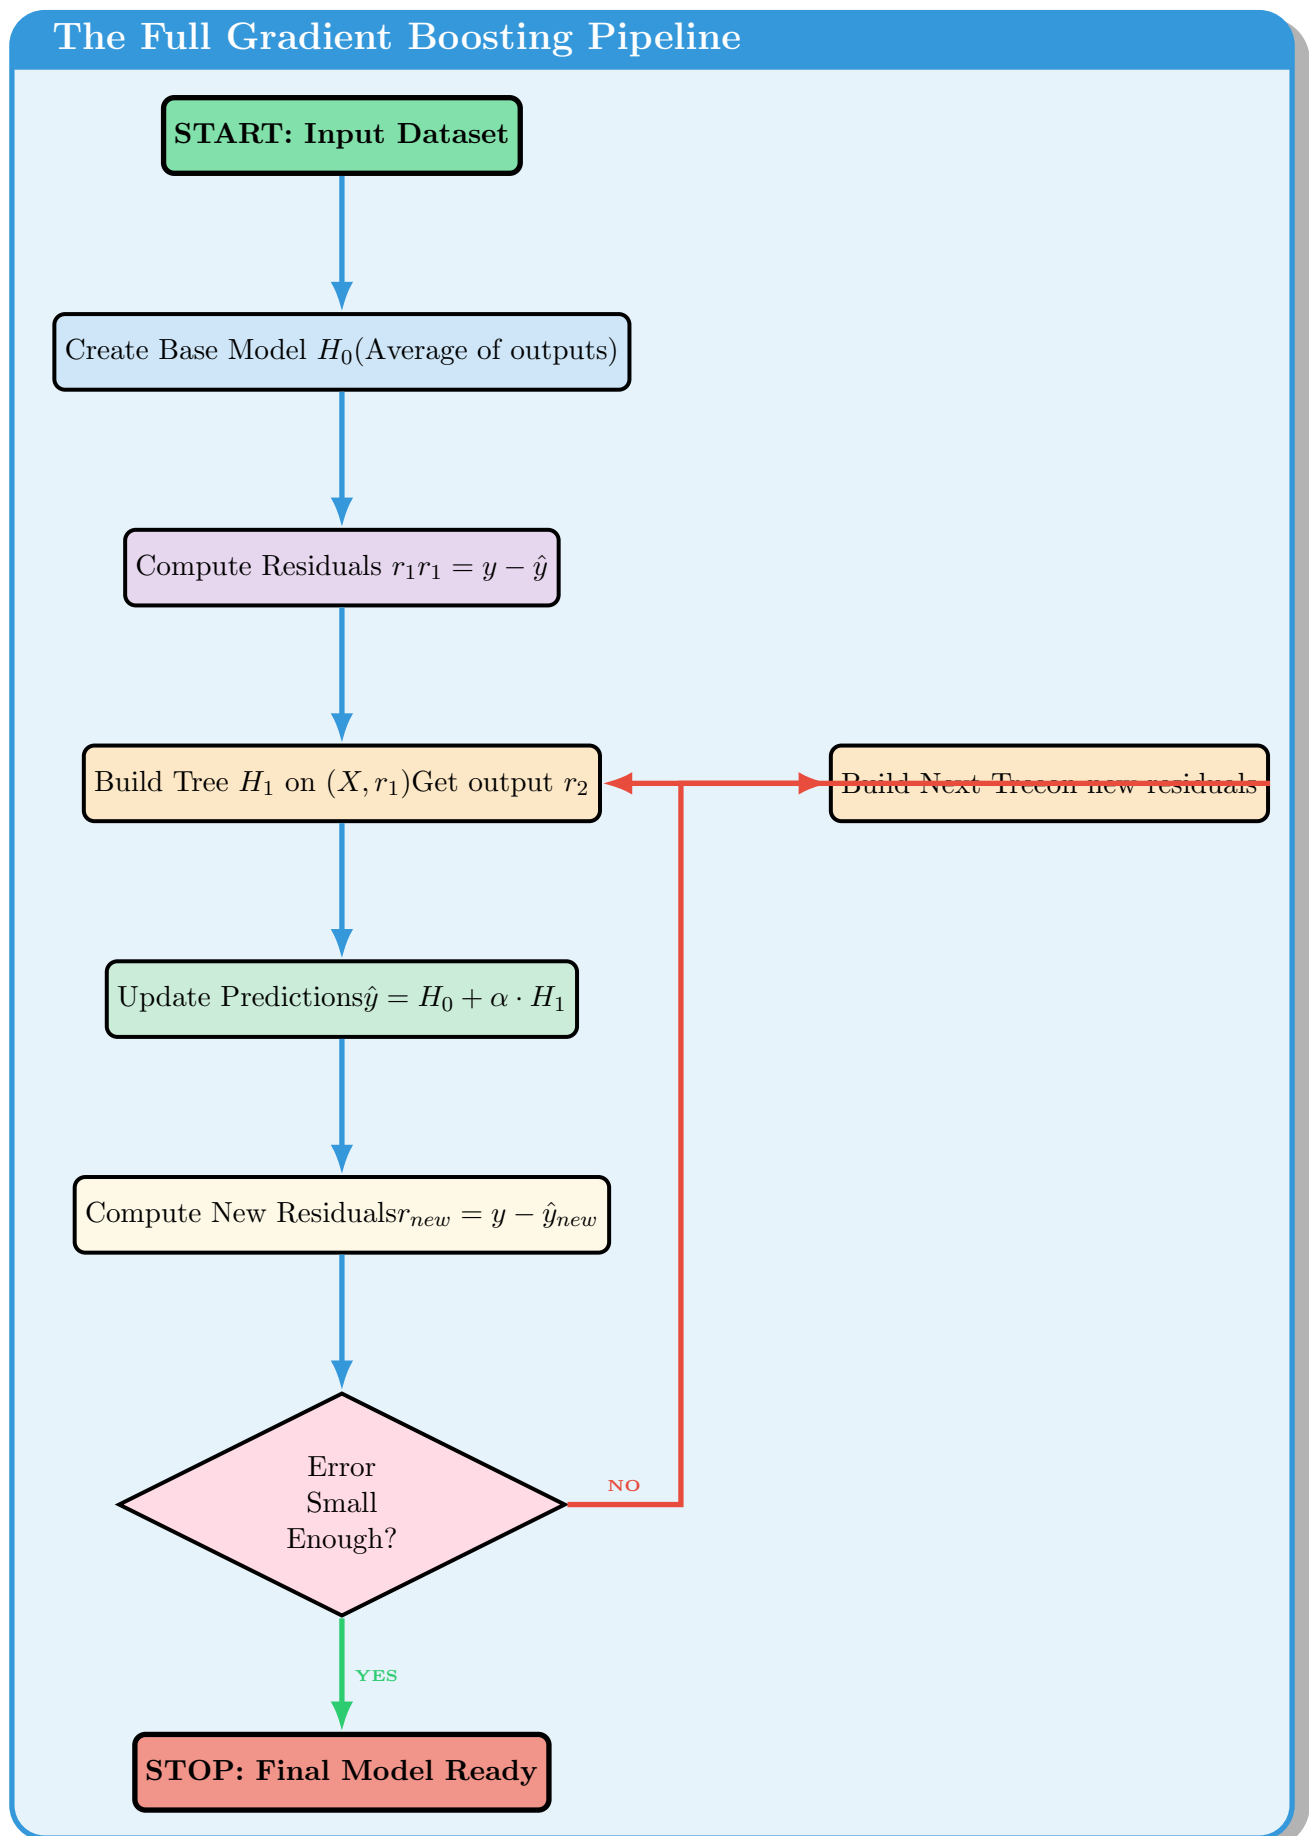 The Full Gradient Boosting Pipeline
START: Input Dataset
Create Base Model H₀(Average of outputs)
Compute Residuals r₁r₁ = y − ŷ
Build Tree H₁ on (X, r₁)Get output r₂
Build Next Treeon new residuals
Update Predictionsŷ = H₀ + α · H₁
Compute New Residualsr_new = y − ŷ_new
Error
Small
Enough?
NO
YES
STOP: Final Model Ready